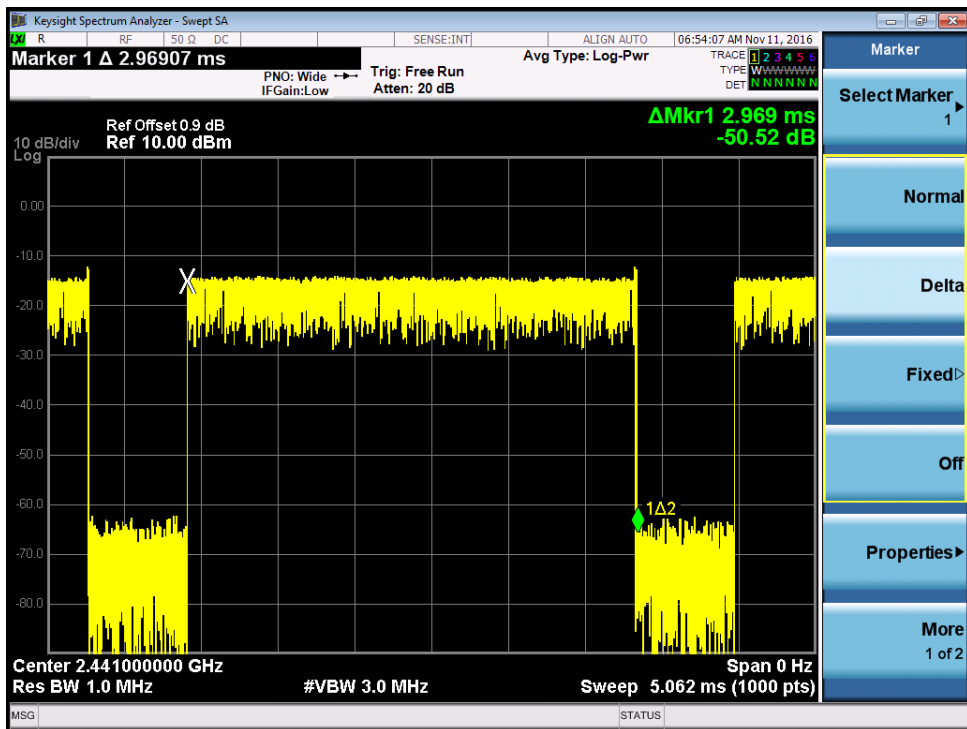 Keysight Spectrum Analyzer - Swept SA
LXI R RF 50 Ω DC SENSE:INT ALIGN AUTO 06:54:07 AM Nov 11, 2016
Marker 1 Δ 2.96907 ms
PNO: Wide
IFGain:Low
Trig: Free Run
Atten: 20 dB
Avg Type: Log-Pwr
TRACE 1 2 3 4 5 6
TYPE WWWWWWW
DET N N N N N N
ΔMkr1 2.969 ms
-50.52 dB
Ref Offset 0.9 dB
10 dB/div Ref 10.00 dBm
Log
0.00
-10.0
-20.0
-30.0
-40.0
-50.0
-60.0
-70.0
-80.0
X
1Δ2
Center 2.441000000 GHz Span 0 Hz
Res BW 1.0 MHz #VBW 3.0 MHz Sweep 5.062 ms (1000 pts)
MSG STATUS
Marker
Select Marker
1
Normal
Delta
Fixed
Off
Properties
More
1 of 2